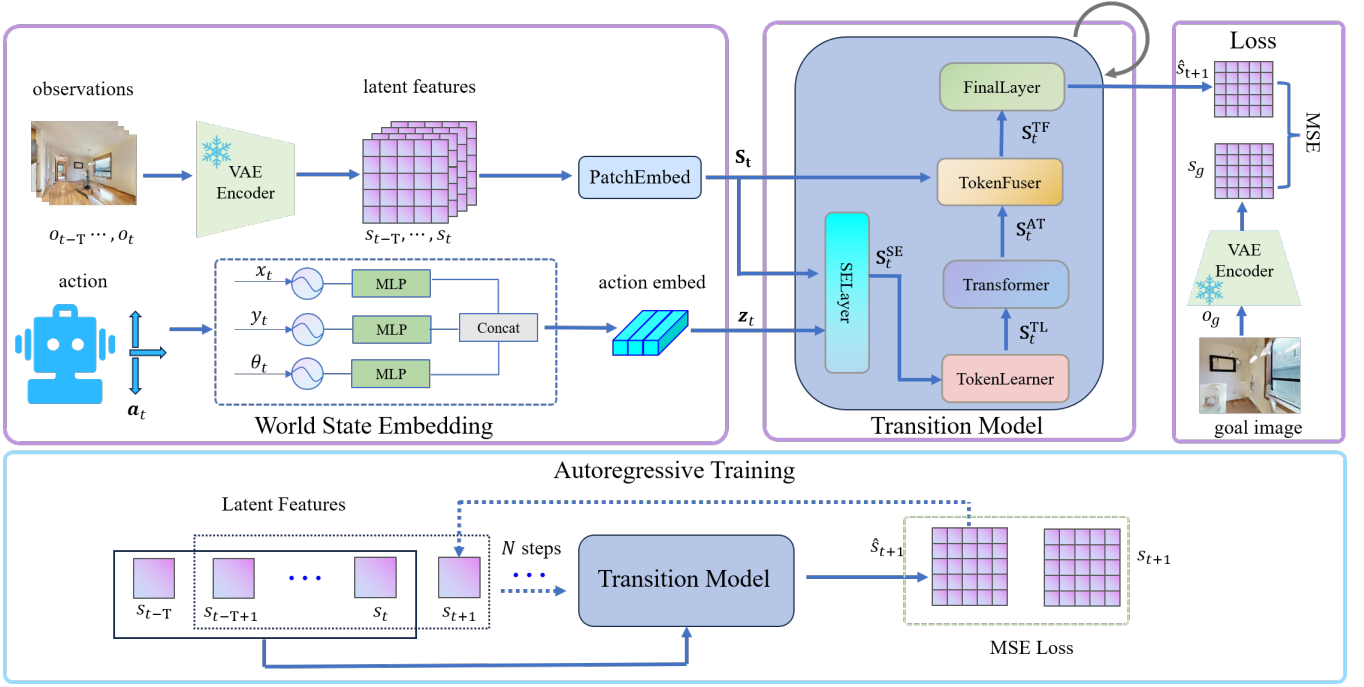 observations
VAE
Encoder
o_{t−T} ⋯ , o_t
latent features
s_{t−T}, ⋯ , s_t
PatchEmbed
S_t
action
a_t
x_t
MLP
y_t
MLP
θ_t
MLP
Concat
action embed
z_t
World State Embedding
FinalLayer
S_t^{TF}
TokenFuser
S_t^{AT}
Transformer
S_t^{TL}
TokenLearner
SELayer
S_t^{SE}
Transition Model
Loss
ŝ_{t+1}
s_g
MSE
VAE
Encoder
o_g
goal image
Autoregressive Training
Latent Features
s_{t−T}
s_{t−T+1}
⋯
s_t
s_{t+1}
N steps
⋯
Transition Model
ŝ_{t+1}
s_{t+1}
MSE Loss